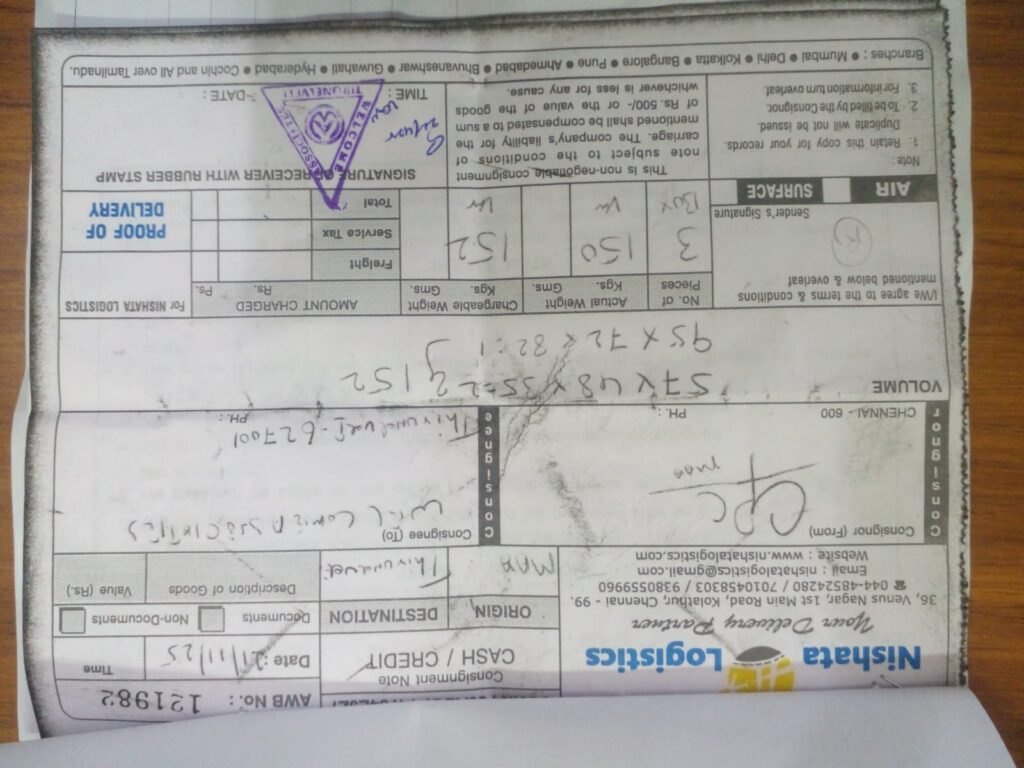 AWB No.: 121982
Date: 21/11/25
Time
Consignment Note
CASH / CREDIT
Nishata Logistics
Your Delivery Partner
36, Venus Nagar, 1st Main Road, Kolathur, Chennai - 99.
☎ 044-48524280 / 7010458383 / 9380559960
Email : nishatalogistics@gmail.com
Website : www.nishatalogistics.com
ORIGIN
DESTINATION
MAA
Documents
Non-Documents
Description of Goods
Value (Rs)
Consignor
Consignor (From)
CPC
maa
CHENNAI - 600
PH. :
Consignee
Consignee (To)
PH. :
627001
VOLUME
57 x 48 x 55 = 2
152
95 x 72 x 82 = 1
I/We agree to the terms & conditions
mentioned below & overleaf
Sender's Signature
AIR
SURFACE
No. of Pieces
Actual Weight
Kgs. Gms.
Chargeable Weight
Kgs. Gms.
AMOUNT CHARGED
Rs. Ps.
3
Box
150
152
Freight
Service Tax
Total
For NISHATA LOGISTICS
PROOF OF
DELIVERY
Note :
1. Retain this copy for your records.
Duplicate will not be issued.
2. To be filled by the Consignor.
3. For information turn overleaf.
This is non-negotiable consignment
note subject to the conditions of
carriage. The company's liability for the
mentioned shall be compensated to a sum
of Rs. 500/- or the value of the goods
whichever is less for any cause.
SIGNATURE OF RECEIVER WITH RUBBER STAMP
WELCOME
ASSOCIATES
TIRUNELVELI
TIME :
DATE :
Branches : ● Mumbai ● Delhi ● Kolkatta ● Bangalore ● Pune ● Ahmedabad ● Bhuvaneshwar ● Guwahati ● Hyderabad ● Cochin and All over Tamilnadu.